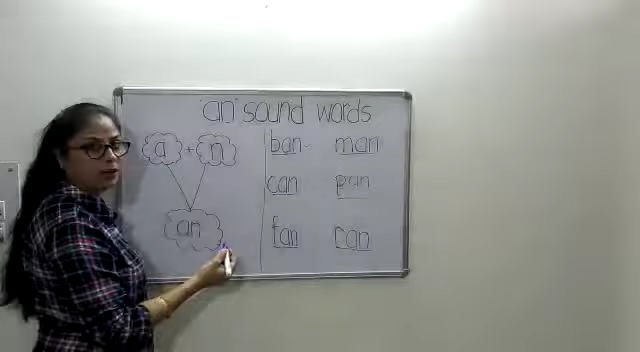 "an" sound words
a + n
an
ban man
can pan
fan ran